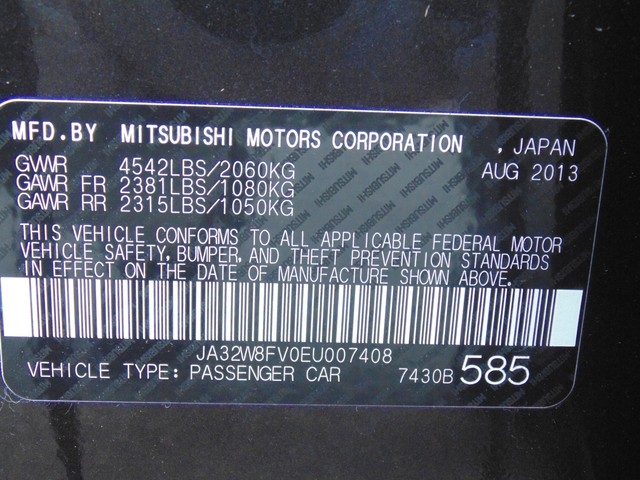 MFD.BY MITSUBISHI MOTORS CORPORATION , JAPAN
GVWR 4542LBS/2060KG AUG 2013
GAWR FR 2381LBS/1080KG
GAWR RR 2315LBS/1050KG
THIS VEHICLE CONFORMS TO ALL APPLICABLE FEDERAL MOTOR
VEHICLE SAFETY, BUMPER, AND THEFT PREVENTION STANDARDS
IN EFFECT ON THE DATE OF MANUFACTURE SHOWN ABOVE.
JA32W8FV0EU007408
VEHICLE TYPE: PASSENGER CAR 7430B 585